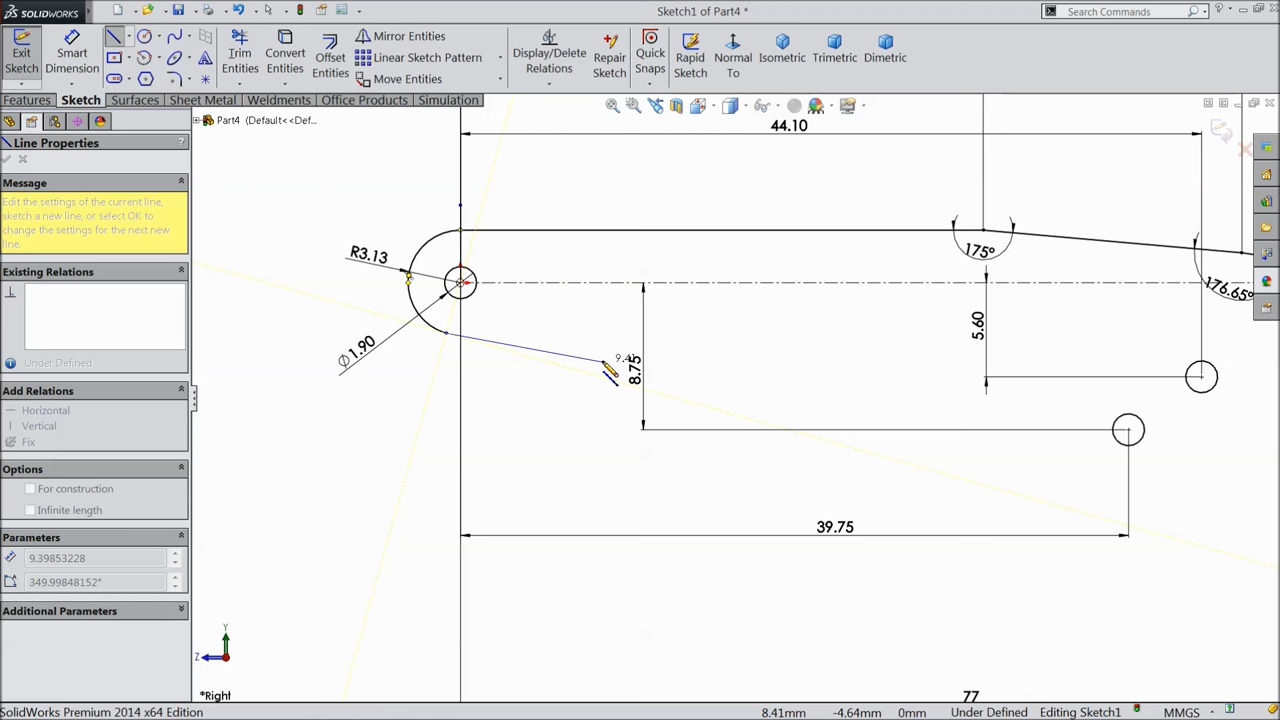 SOLIDWORKS
Sketch1 of Part4 *
Search Commands
Exit Sketch
Smart Dimension
Trim Entities
Convert Entities
Offset Entities
Mirror Entities
Linear Sketch Pattern
Move Entities
Display/Delete Relations
Repair Sketch
Quick Snaps
Rapid Sketch
Normal To
Isometric
Trimetric
Dimetric
Features
Sketch
Surfaces
Sheet Metal
Weldments
Office Products
Simulation
Line Properties
?
Part4 (Default<<Def...
Message
Edit the settings of the current line,
sketch a new line, or select OK to
change the settings for the next new
line.
Existing Relations
Under Defined
Add Relations
Horizontal
Vertical
Fix
Options
For construction
Infinite length
Parameters
9.39853228
349.99848152°
Additional Parameters
44.10
R3.13
175°
176.65°
∅1.90
5.60
8.75
39.75
77
Y
Z
*Right
SolidWorks Premium 2014 x64 Edition
8.41mm
-4.64mm
0mm
Under Defined
Editing Sketch1
MMGS